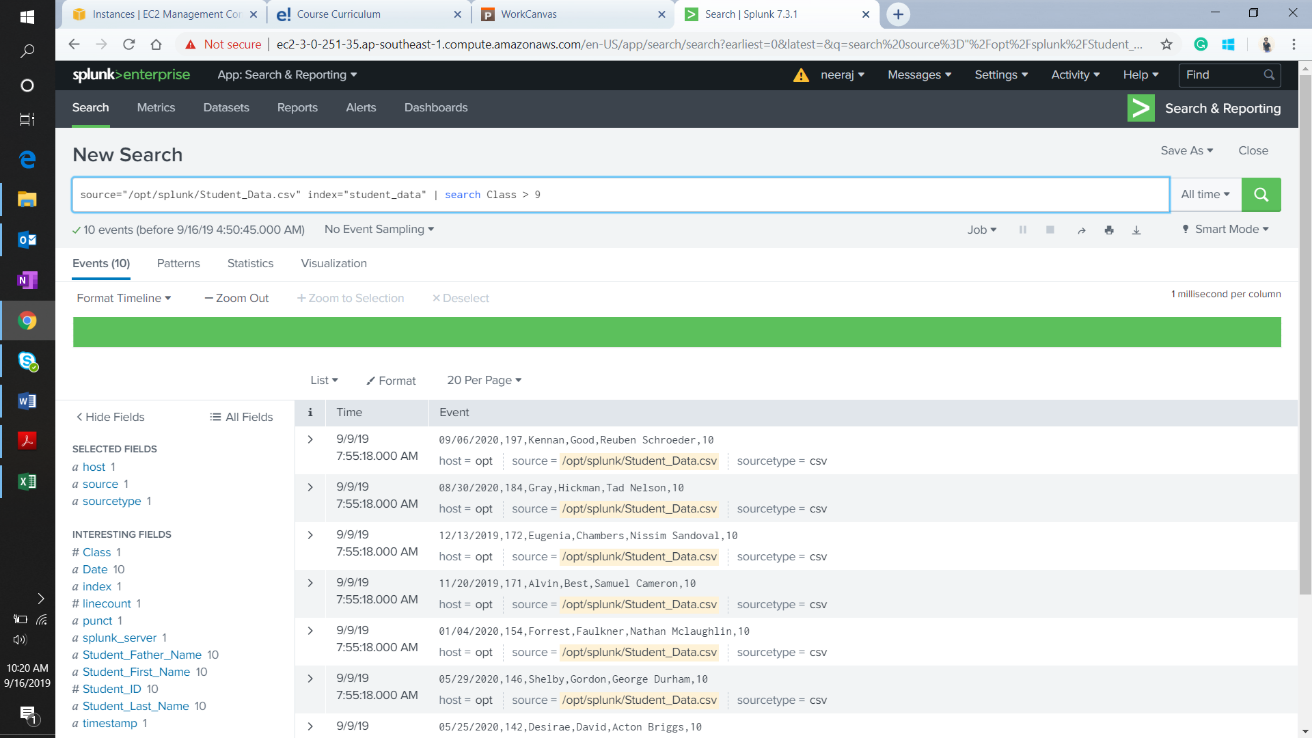 Instances | EC2 Management Con
Course Curriculum
WorkCanvas
Search | Splunk 7.3.1
Not secure | ec2-3-0-251-35.ap-southeast-1.compute.amazonaws.com/en-US/app/search/search?earliest=0&latest=&q=search%20source%3D"%2Fopt%2Fsplunk%2FStudent_...
splunk>enterprise App: Search & Reporting neeraj Messages Settings Activity Help Find
Search Metrics Datasets Reports Alerts Dashboards Search & Reporting
New Search
Save As Close
source="/opt/splunk/Student_Data.csv" index="student_data" | search Class > 9
All time
10 events (before 9/16/19 4:50:45.000 AM) No Event Sampling Job Smart Mode
Events (10) Patterns Statistics Visualization
Format Timeline — Zoom Out + Zoom to Selection × Deselect 1 millisecond per column
List Format 20 Per Page
< Hide Fields All Fields
SELECTED FIELDS
a host 1
a source 1
a sourcetype 1
INTERESTING FIELDS
# Class 1
a Date 10
a index 1
# linecount 1
a punct 1
a splunk_server 1
a Student_Father_Name 10
a Student_First_Name 10
# Student_ID 10
a Student_Last_Name 10
a timestamp 1
i Time Event
9/9/19 09/06/2020,197,Kennan,Good,Reuben Schroeder,10
7:55:18.000 AM host = opt source = /opt/splunk/Student_Data.csv sourcetype = csv
9/9/19 08/30/2020,184,Gray,Hickman,Tad Nelson,10
7:55:18.000 AM host = opt source = /opt/splunk/Student_Data.csv sourcetype = csv
9/9/19 12/13/2019,172,Eugenia,Chambers,Nissim Sandoval,10
7:55:18.000 AM host = opt source = /opt/splunk/Student_Data.csv sourcetype = csv
9/9/19 11/20/2019,171,Alvin,Best,Samuel Cameron,10
7:55:18.000 AM host = opt source = /opt/splunk/Student_Data.csv sourcetype = csv
9/9/19 01/04/2020,154,Forrest,Faulkner,Nathan Mclaughlin,10
7:55:18.000 AM host = opt source = /opt/splunk/Student_Data.csv sourcetype = csv
9/9/19 05/29/2020,146,Shelby,Gordon,George Durham,10
7:55:18.000 AM host = opt source = /opt/splunk/Student_Data.csv sourcetype = csv
9/9/19 05/25/2020,142,Desirae,David,Acton Briggs,10
10:20 AM
9/16/2019
1